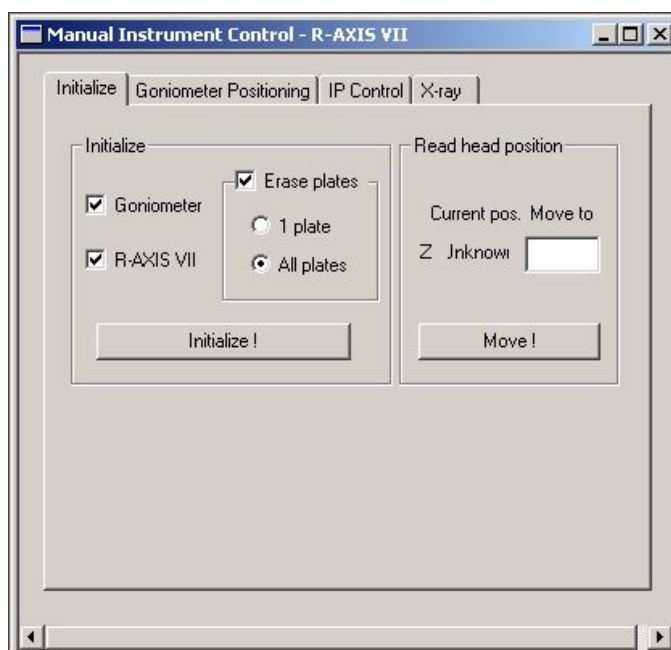 Manual Instrument Control - R-AXIS VII
Initialize Goniometer Positioning IP Control X-ray
Initialize
Erase plates
Goniometer
1 plate
R-AXIS VII
All plates
Initialize !
Read head position
Current pos. Move to
Z Jnknowı
Move !